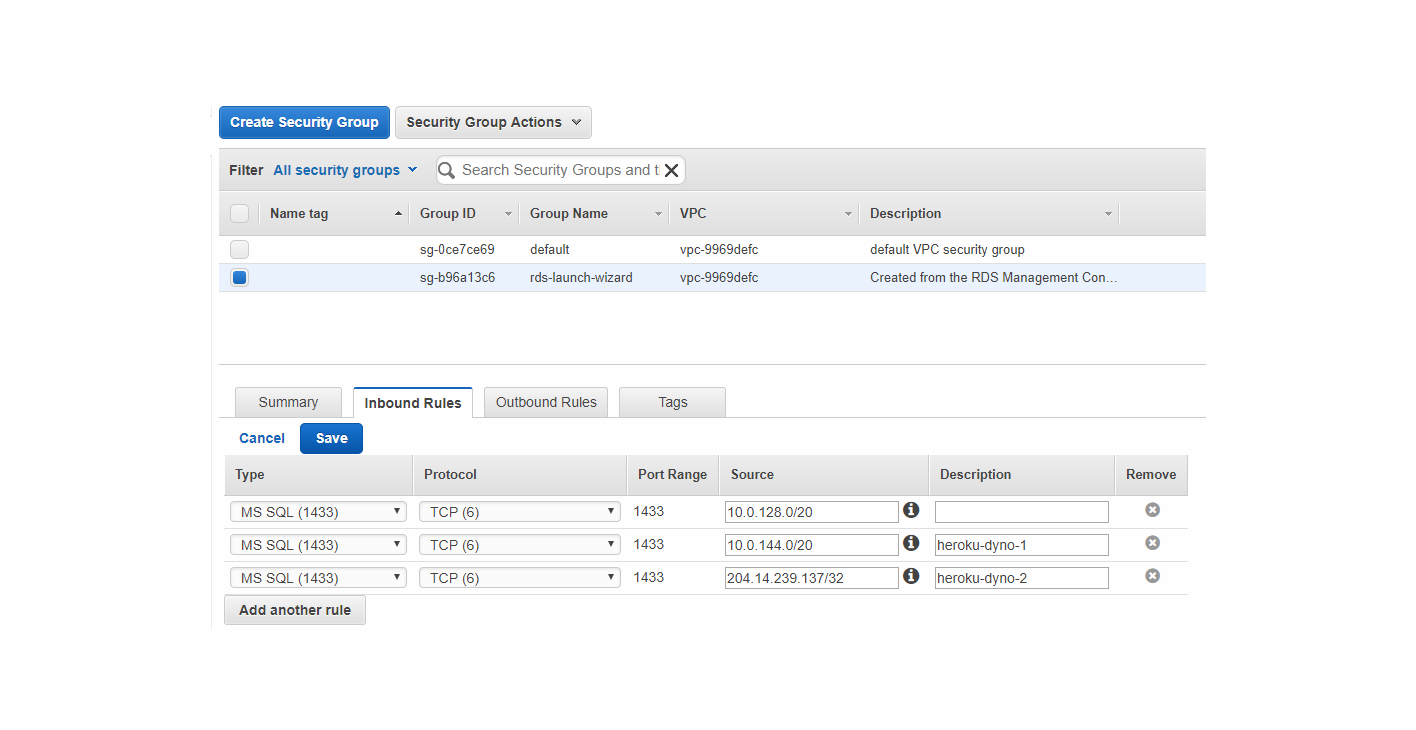 Create Security Group Security Group Actions
Filter All security groups Search Security Groups and t
Name tag Group ID Group Name VPC Description
sg-0ce7ce69 default vpc-9969defc default VPC security group
sg-b96a13c6 rds-launch-wizard vpc-9969defc Created from the RDS Management Con…
Summary Inbound Rules Outbound Rules Tags
Cancel Save
Type Protocol Port Range Source Description Remove
MS SQL (1433) TCP (6) 1433 10.0.128.0/20
MS SQL (1433) TCP (6) 1433 10.0.144.0/20 heroku-dyno-1
MS SQL (1433) TCP (6) 1433 204.14.239.137/32 heroku-dyno-2
Add another rule